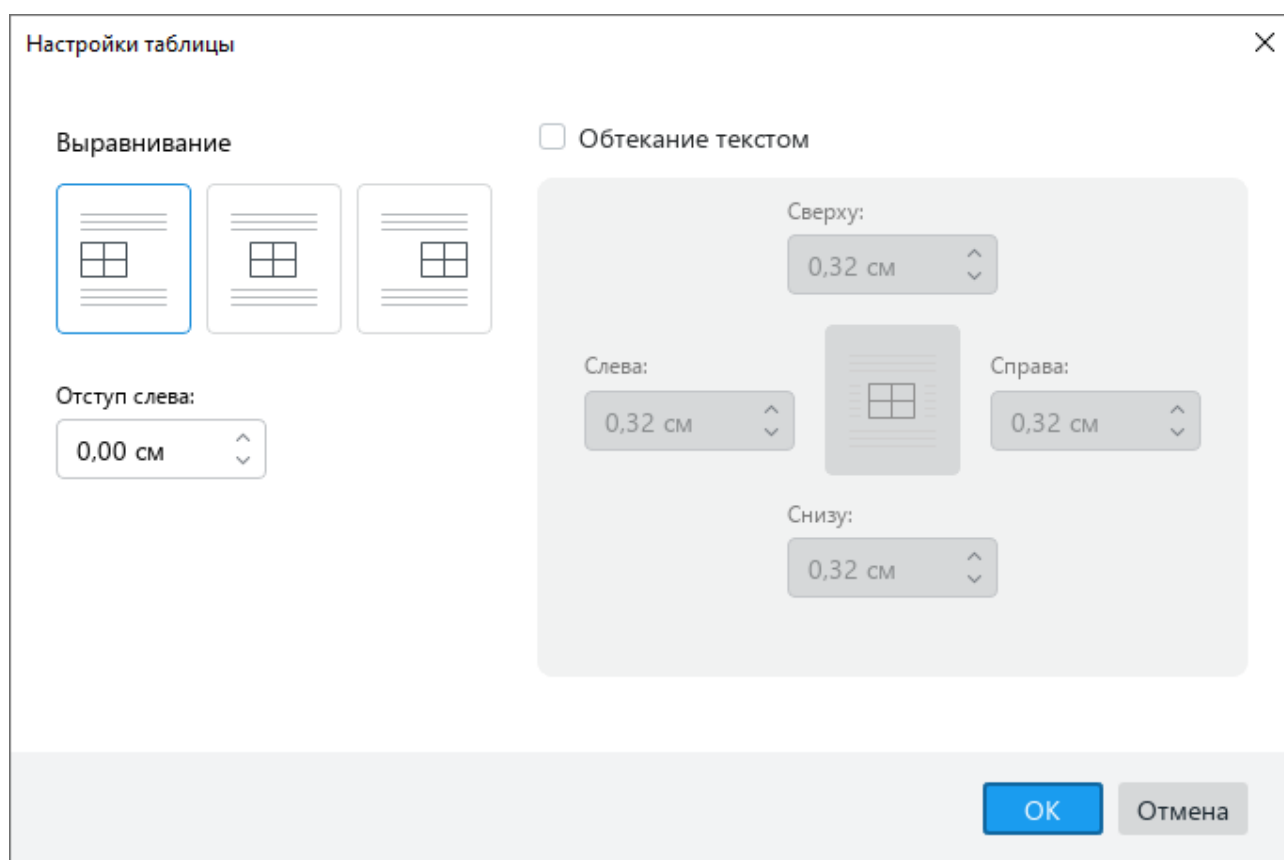 Настройки таблицы
Выравнивание
Обтекание текстом
Сверху:
0,32 см
Слева:
0,32 см
Справа:
0,32 см
Отступ слева:
0,00 см
Снизу:
0,32 см
ОК
Отмена